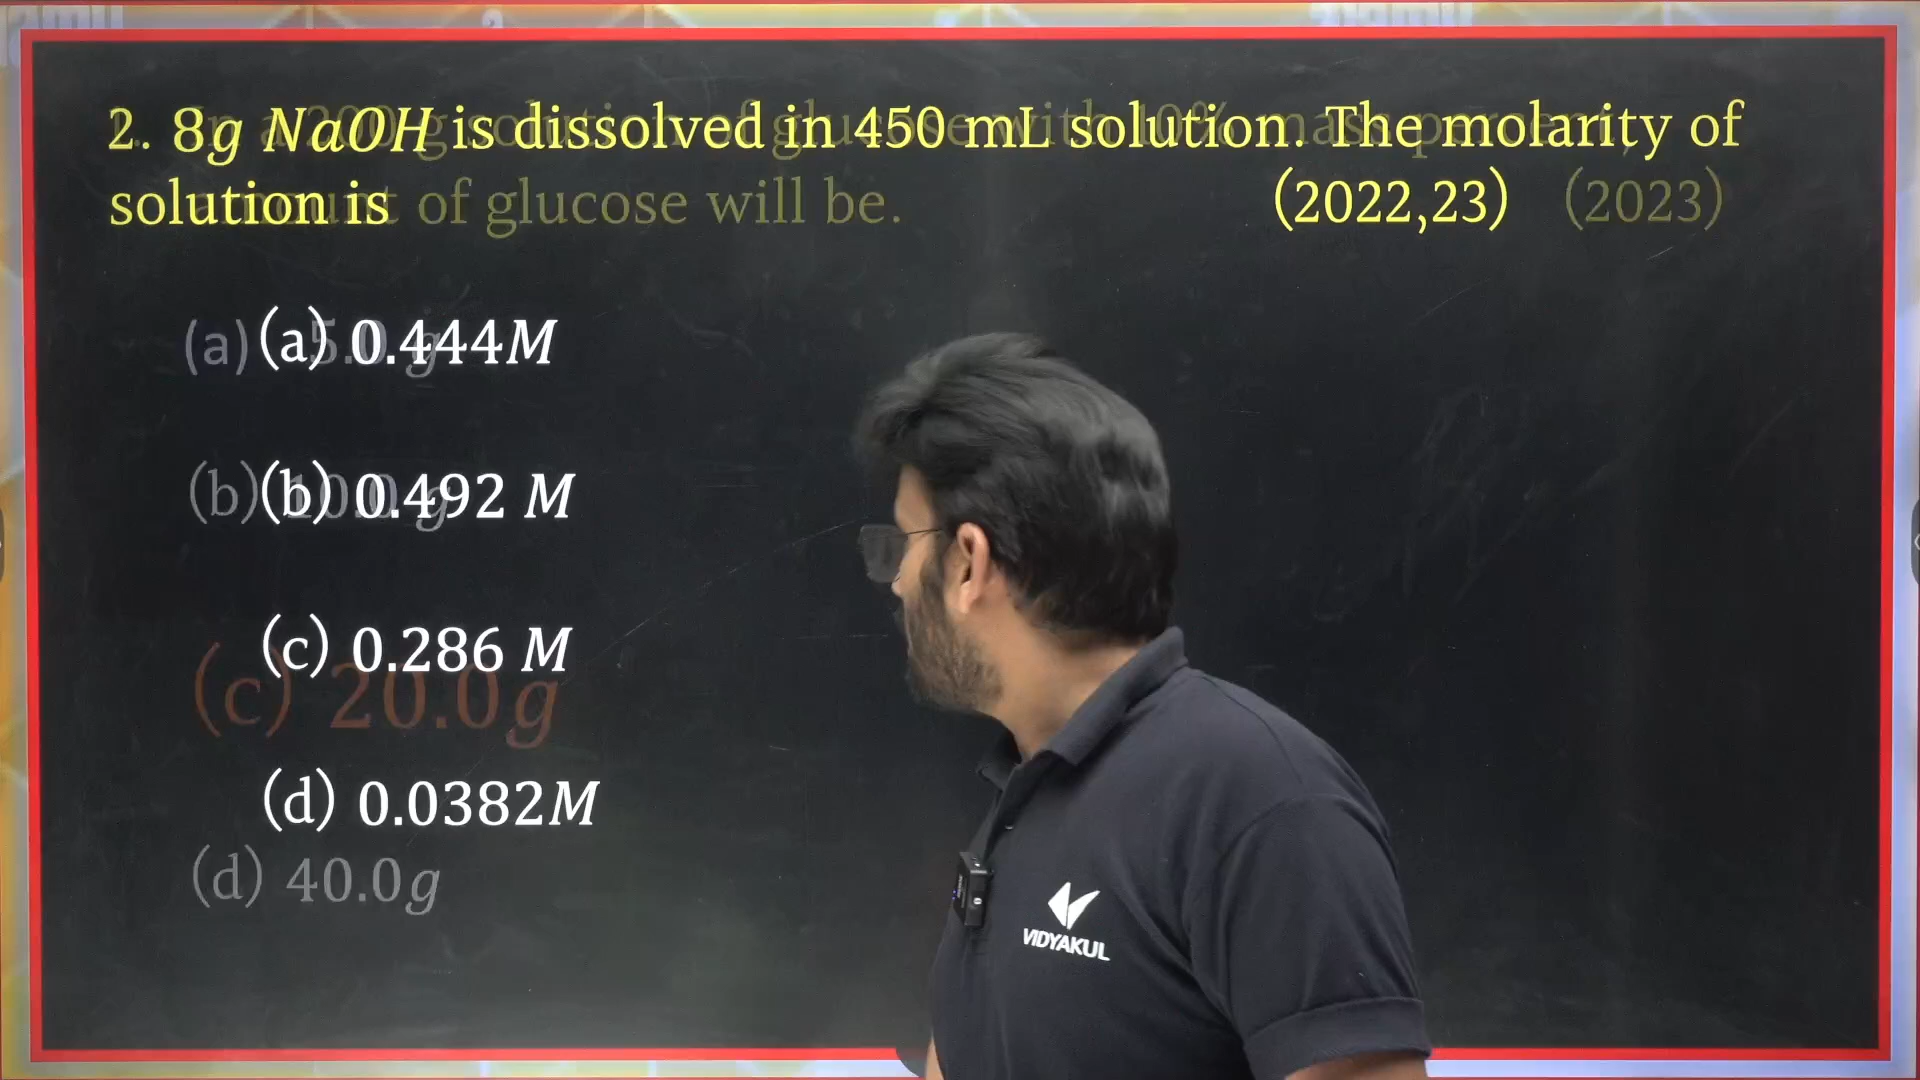 2. 8g NaOH is dissolved in 450 mL solution. The molarity of
solution is of glucose will be. (2022,23) (2023)
(a) (a) 0.444M
(b) (b) 0.492 M
(c) 0.286 M
(c) 20.0g
(d) 0.0382M
(d) 40.0g
VIDYAKUL